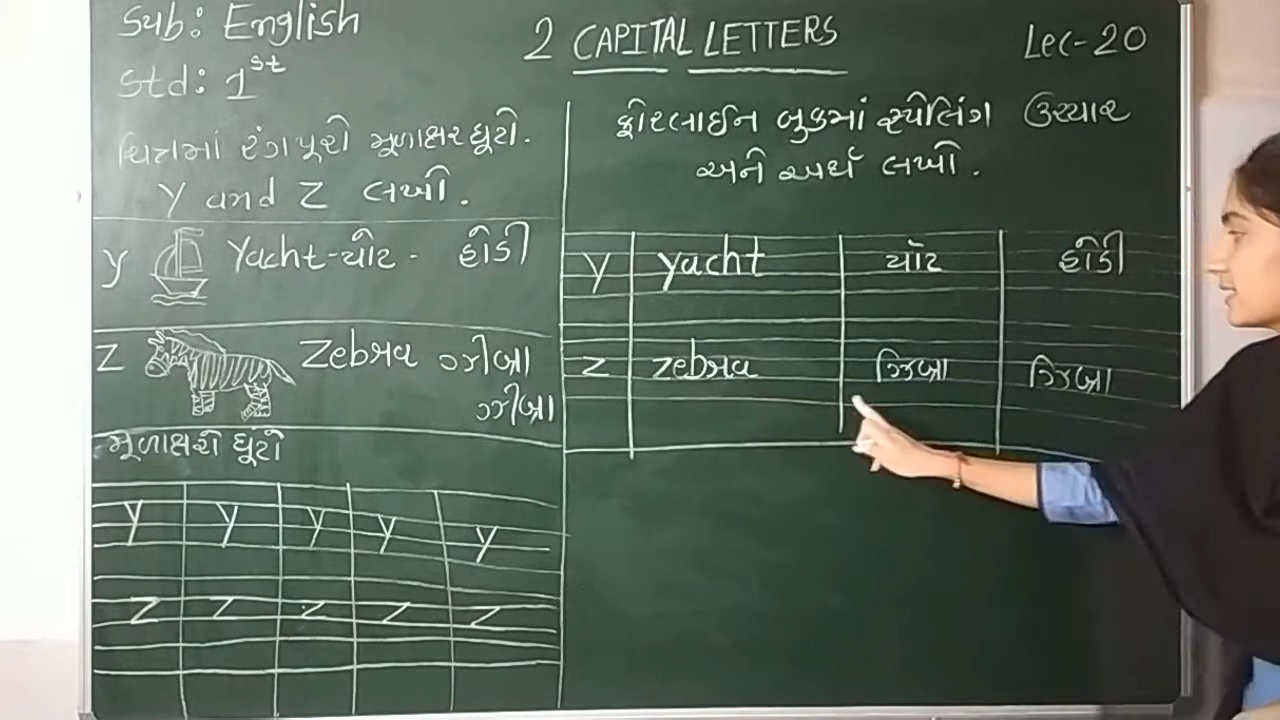 Sub: English
Std: 1st
2 CAPITAL LETTERS
Lec-20
ચિત્રમાં રંગપૂરો મૂળાક્ષર ઘૂંટો.
Y and Z લખો.
Y Yacht-યોટ - હોડી
Z Zebra ઝીબ્રા
ઝીબ્રા
મૂળાક્ષરો ઘૂંટો
Y Y Y Y Y
Z Z Z Z Z
ફોરલાઈન બુકમાં સ્પેલિંગ ઉચ્ચાર
અને અર્થ લખો.
Y yacht યૉટ હોડી
Z zebra ઝિબ્રા ઝિબ્રા